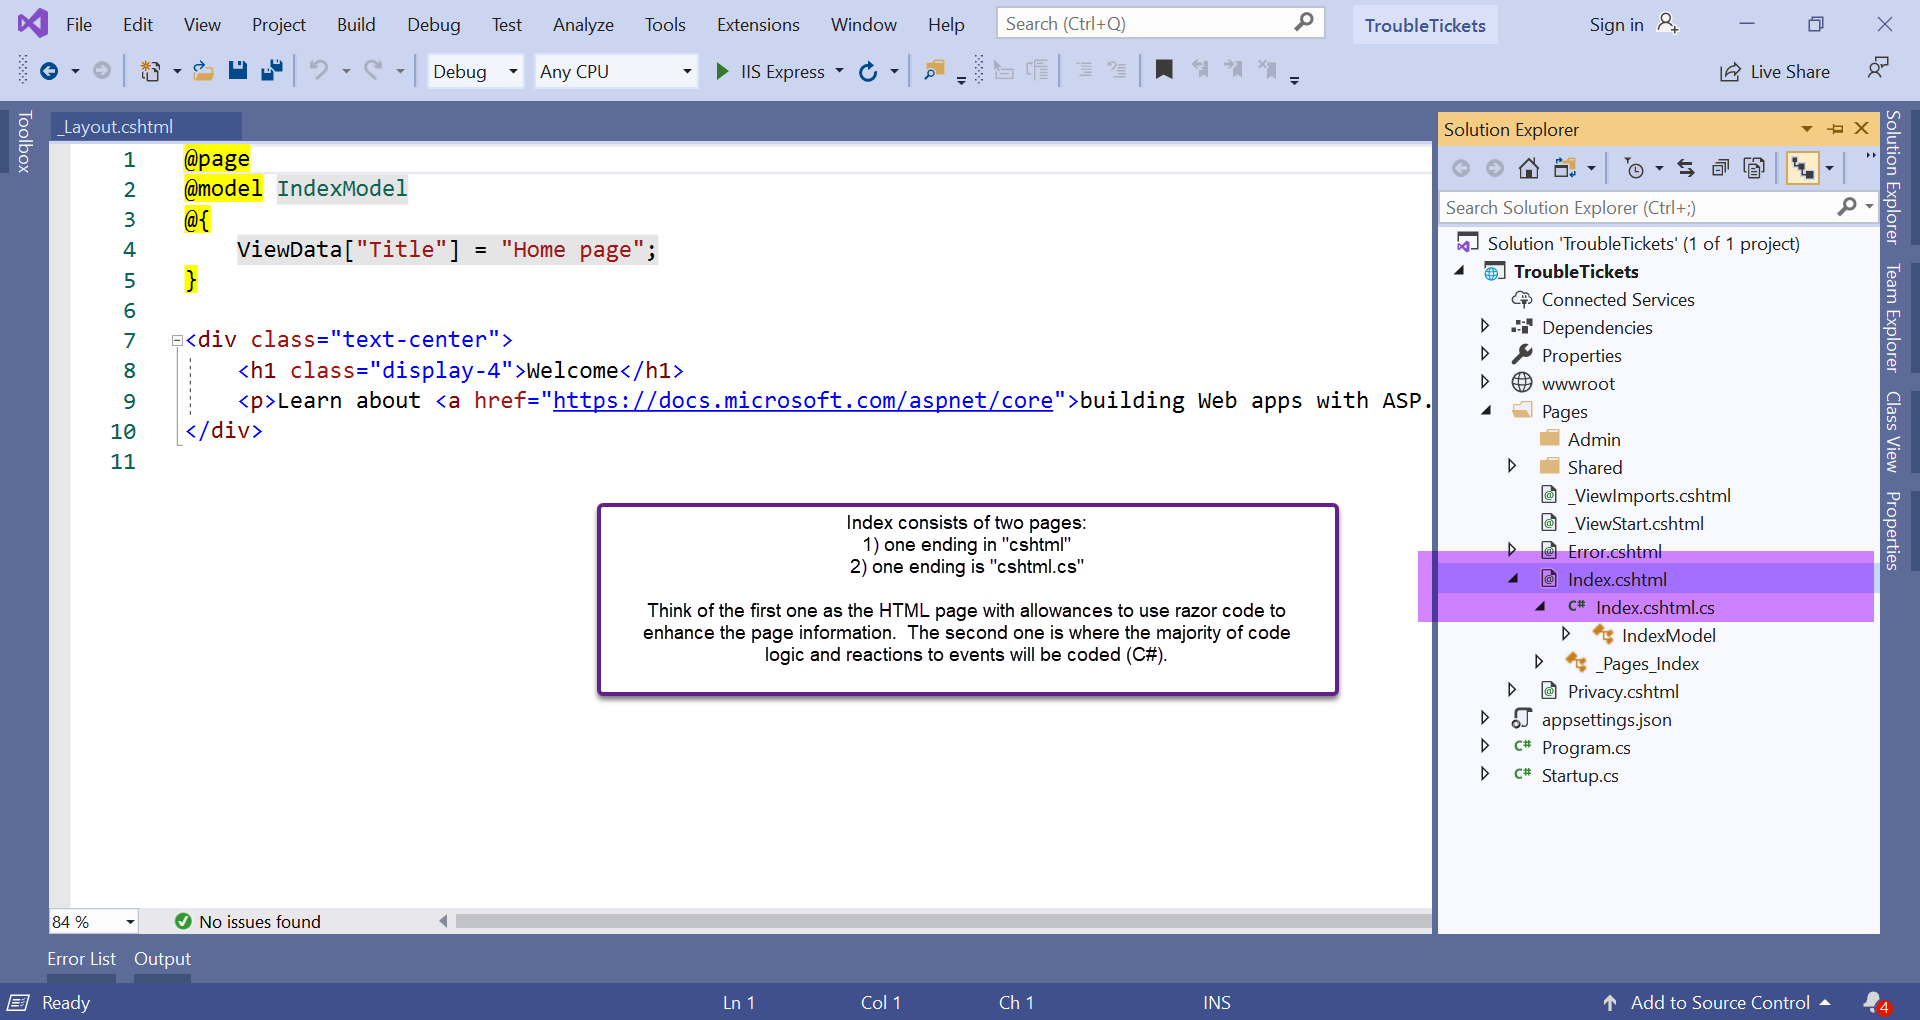 File Edit View Project Build Debug Test Analyze Tools Extensions Window Help Search (Ctrl+Q) TroubleTickets Sign in
Debug Any CPU IIS Express Live Share
Toolbox
_Layout.cshtml
1 @page
2 @model IndexModel
3 @{
4 ViewData["Title"] = "Home page";
5 }
6
7 <div class="text-center">
8 <h1 class="display-4">Welcome</h1>
9 <p>Learn about <a href="https://docs.microsoft.com/aspnet/core">building Web apps with ASP.
10 </div>
11
Index consists of two pages:
1) one ending in "cshtml"
2) one ending is "cshtml.cs"
Think of the first one as the HTML page with allowances to use razor code to
enhance the page information. The second one is where the majority of code
logic and reactions to events will be coded (C#).
84 % No issues found
Solution Explorer
Search Solution Explorer (Ctrl+;)
Solution 'TroubleTickets' (1 of 1 project)
TroubleTickets
Connected Services
Dependencies
Properties
wwwroot
Pages
Admin
Shared
_ViewImports.cshtml
_ViewStart.cshtml
Error.cshtml
Index.cshtml
C# Index.cshtml.cs
IndexModel
_Pages_Index
Privacy.cshtml
appsettings.json
C# Program.cs
C# Startup.cs
Solution Explorer
Team Explorer
Class View
Properties
Error List Output
Ready Ln 1 Col 1 Ch 1 INS Add to Source Control 4